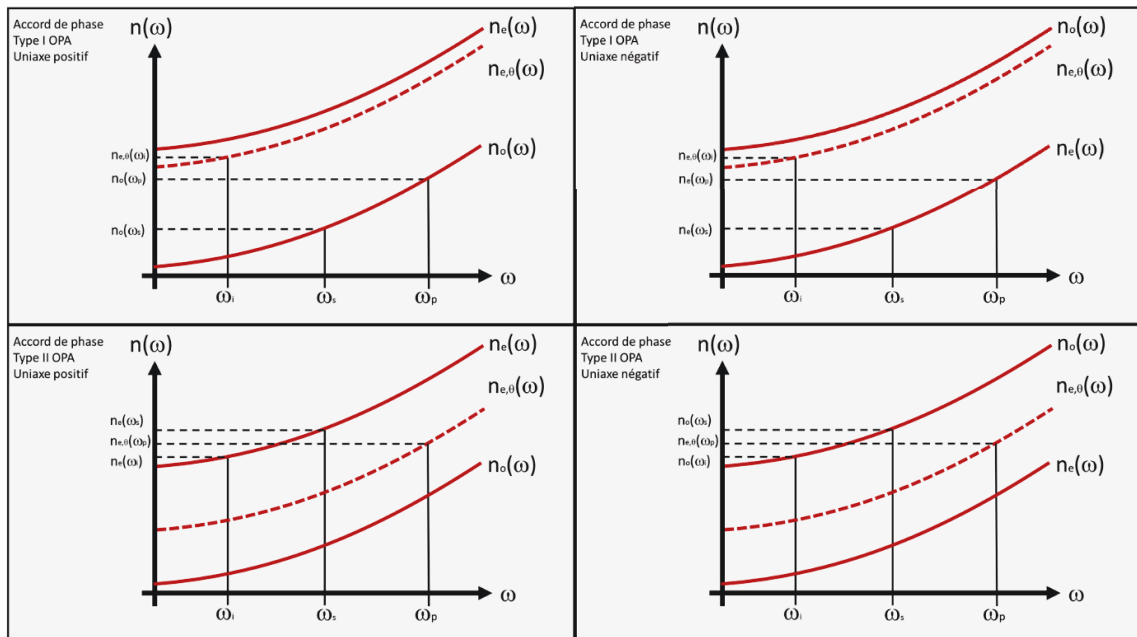 Accord de phase
Type I OPA
Uniaxe positif
n(ω)
nₑ(ω)
nₑ,θ(ω)
nₒ(ω)
nₑ,θ(ωᵢ)
nₒ(ωₚ)
nₒ(ωₛ)
ωᵢ
ωₛ
ωₚ
ω
Accord de phase
Type I OPA
Uniaxe négatif
n(ω)
nₒ(ω)
nₑ,θ(ω)
nₑ(ω)
nₑ,θ(ωᵢ)
nₑ(ωₚ)
nₑ(ωₛ)
ωᵢ
ωₛ
ωₚ
ω
Accord de phase
Type II OPA
Uniaxe positif
n(ω)
nₑ(ω)
nₑ,θ(ω)
nₒ(ω)
nₑ(ωₛ)
nₑ,θ(ωₚ)
nₑ(ωᵢ)
ωᵢ
ωₛ
ωₚ
ω
Accord de phase
Type II OPA
Uniaxe négatif
n(ω)
nₒ(ω)
nₑ,θ(ω)
nₑ(ω)
nₒ(ωₛ)
nₑ,θ(ωₚ)
nₒ(ωᵢ)
ωᵢ
ωₛ
ωₚ
ω